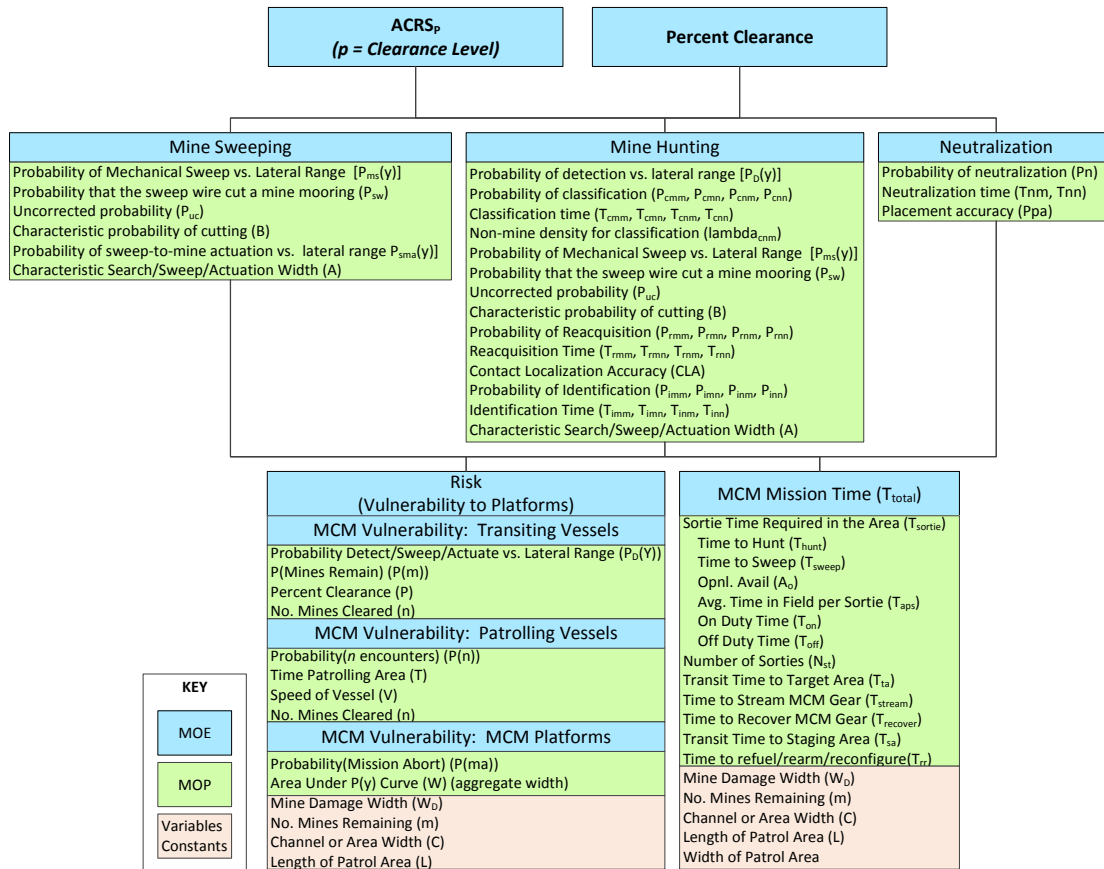 ACRSₚ
(p = Clearance Level)
Percent Clearance
Mine Sweeping
Probability of Mechanical Sweep vs. Lateral Range [Pms(y)]
Probability that the sweep wire cut a mine mooring (Psw)
Uncorrected probability (Puc)
Characteristic probability of cutting (B)
Probability of sweep-to-mine actuation vs. lateral range Psma(y)]
Characteristic Search/Sweep/Actuation Width (A)
Mine Hunting
Probability of detection vs. lateral range [PD(y)]
Probability of classification (Pcmm, Pcmn, Pcnm, Pcnn)
Classification time (Tcmm, Tcmn, Tcnm, Tcnn)
Non-mine density for classification (lambdacnm)
Probability of Mechanical Sweep vs. Lateral Range [Pms(y)]
Probability that the sweep wire cut a mine mooring (Psw)
Uncorrected probability (Puc)
Characteristic probability of cutting (B)
Probability of Reacquisition (Prmm, Prmn, Prnm, Prnn)
Reacquisition Time (Trmm, Trmn, Trnm, Trnn)
Contact Localization Accuracy (CLA)
Probability of Identification (Pimm, Pimn, Pinm, Pinn)
Identification Time (Timm, Timn, Tinm, Tinn)
Characteristic Search/Sweep/Actuation Width (A)
Neutralization
Probability of neutralization (Pn)
Neutralization time (Tnm, Tnn)
Placement accuracy (Ppa)
Risk
(Vulnerability to Platforms)
MCM Vulnerability: Transiting Vessels
Probability Detect/Sweep/Actuate vs. Lateral Range (PD(Y))
P(Mines Remain) (P(m))
Percent Clearance (P)
No. Mines Cleared (n)
MCM Vulnerability: Patrolling Vessels
Probability(n encounters) (P(n))
Time Patrolling Area (T)
Speed of Vessel (V)
No. Mines Cleared (n)
MCM Vulnerability: MCM Platforms
Probability(Mission Abort) (P(ma))
Area Under P(y) Curve (W) (aggregate width)
Mine Damage Width (WD)
No. Mines Remaining (m)
Channel or Area Width (C)
Length of Patrol Area (L)
MCM Mission Time (Ttotal)
Sortie Time Required in the Area (Tsortie)
Time to Hunt (Thunt)
Time to Sweep (Tsweep)
Opnl. Avail (Ao)
Avg. Time in Field per Sortie (Taps)
On Duty Time (Ton)
Off Duty Time (Toff)
Number of Sorties (Nst)
Transit Time to Target Area (Tta)
Time to Stream MCM Gear (Tstream)
Time to Recover MCM Gear (Trecover)
Transit Time to Staging Area (Tsa)
Time to refuel/rearm/reconfigure(Trr)
Mine Damage Width (WD)
No. Mines Remaining (m)
Channel or Area Width (C)
Length of Patrol Area (L)
Width of Patrol Area
KEY
MOE
MOP
Variables
Constants